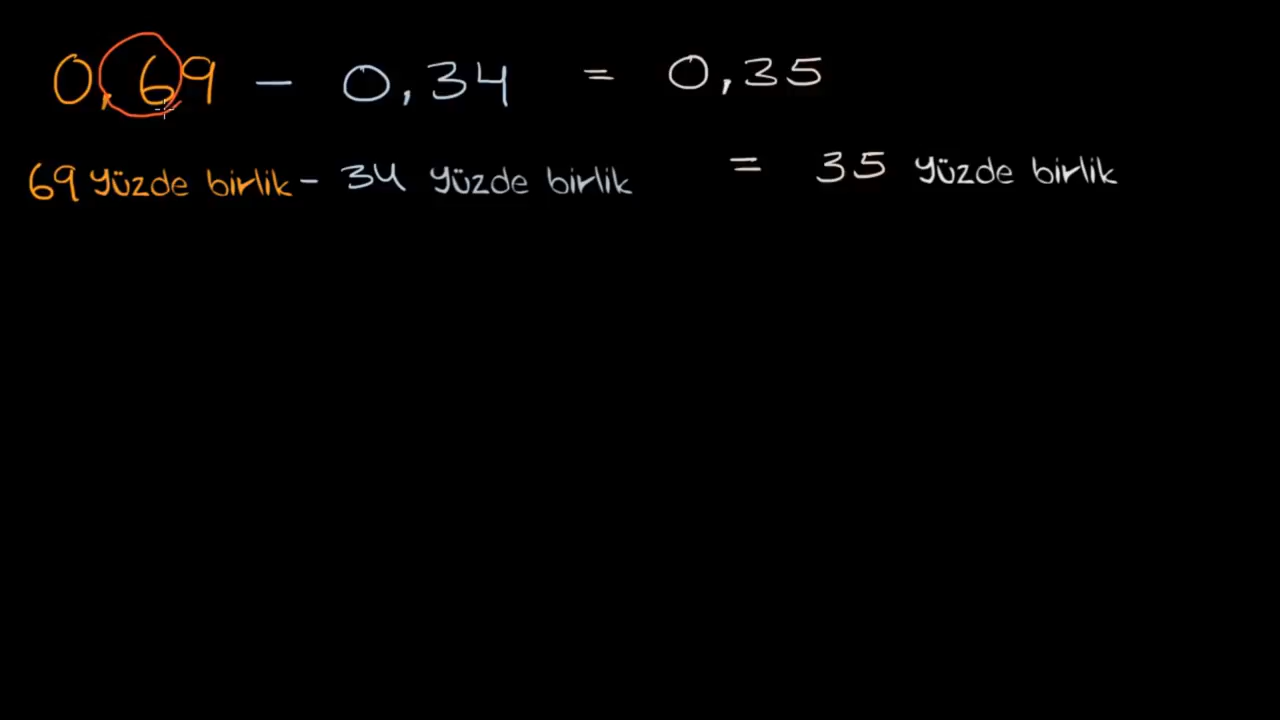 0,69 - 0,34 = 0,35
69 yüzde birlik - 34 yüzde birlik = 35 yüzde birlik